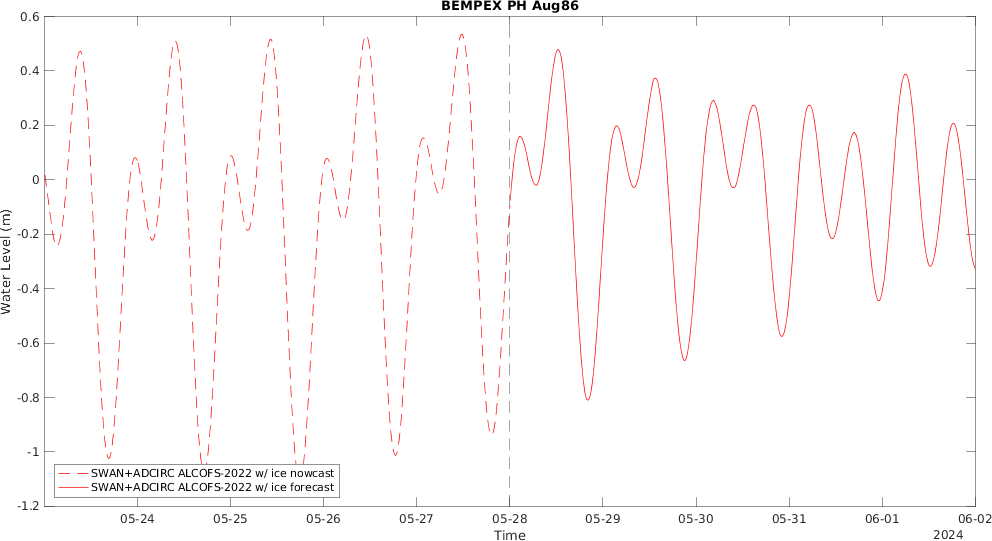 BEMPEX PH Aug86
0.6
0.4
0.2
0
-0.2
-0.4
-0.6
-0.8
-1
-1.2
Water Level (m)
SWAN+ADCIRC ALCOFS-2022 w/ ice nowcast
SWAN+ADCIRC ALCOFS-2022 w/ ice forecast
05-24 05-25 05-26 05-27 05-28 05-29 05-30 05-31 06-01 06-02
Time
2024